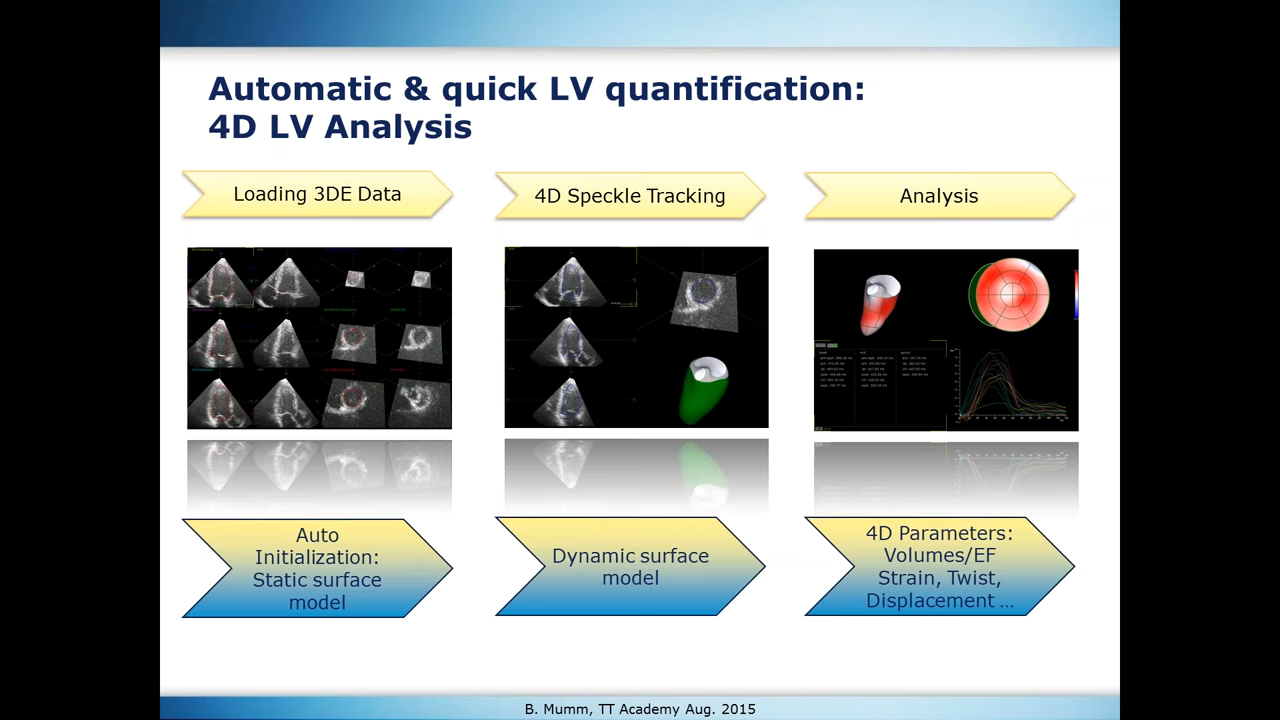 Automatic & quick LV quantification:
4D LV Analysis
Loading 3DE Data
4D Speckle Tracking
Analysis
Auto
Initialization:
Static surface
model
Dynamic surface
model
4D Parameters:
Volumes/EF
Strain, Twist,
Displacement ...
B. Mumm, TT Academy Aug. 2015